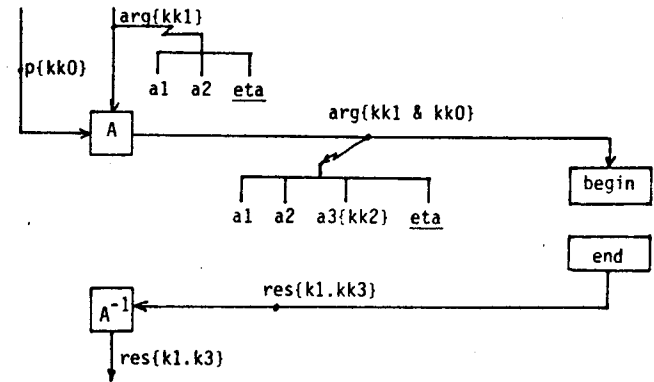 arg{kk1}
p{kk0}
a1 a2 eta
A
arg{kk1 & kk0}
begin
a1 a2 a3{kk2} eta
end
res{k1.kk3}
A-1
res{k1.k3}